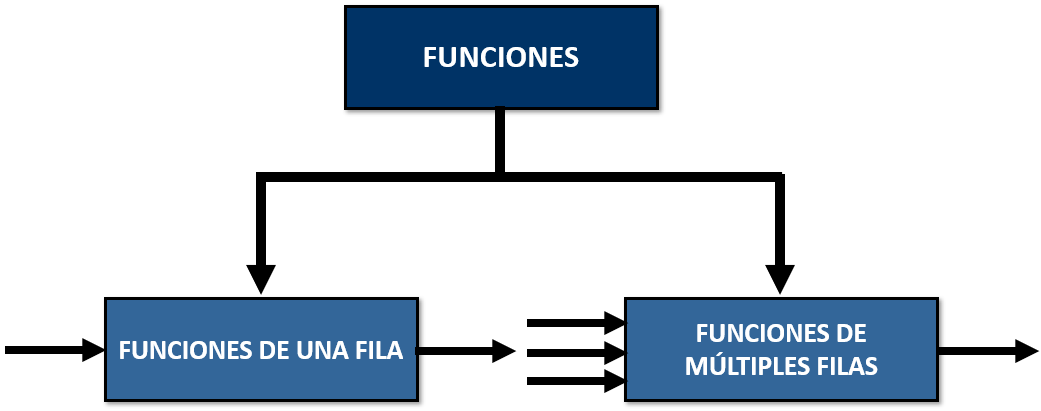 FUNCIONES
FUNCIONES DE UNA FILA
FUNCIONES DE
MÚLTIPLES FILAS